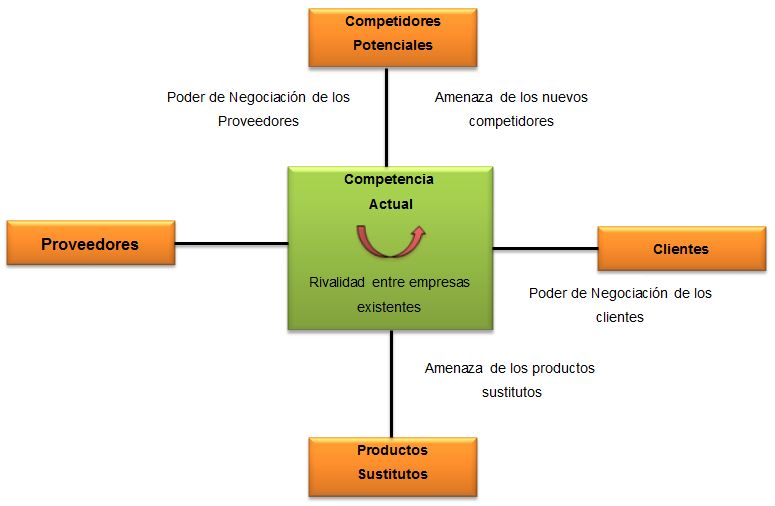 Competidores
Potenciales
Poder de Negociación de los
Proveedores
Amenaza de los nuevos
competidores
Competencia
Actual
Rivalidad entre empresas
existentes
Proveedores
Clientes
Poder de Negociación de los
clientes
Amenaza de los productos
sustitutos
Productos
Sustitutos